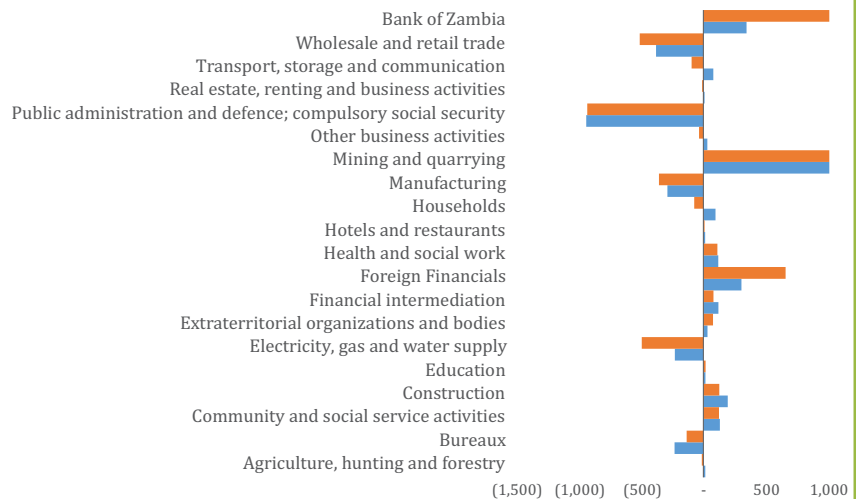 Bank of Zambia
Wholesale and retail trade
Transport, storage and communication
Real estate, renting and business activities
Public administration and defence; compulsory social security
Other business activities
Mining and quarrying
Manufacturing
Households
Hotels and restaurants
Health and social work
Foreign Financials
Financial intermediation
Extraterritorial organizations and bodies
Electricity, gas and water supply
Education
Construction
Community and social service activities
Bureaux
Agriculture, hunting and forestry
(1,500) (1,000) (500) - 500 1,000